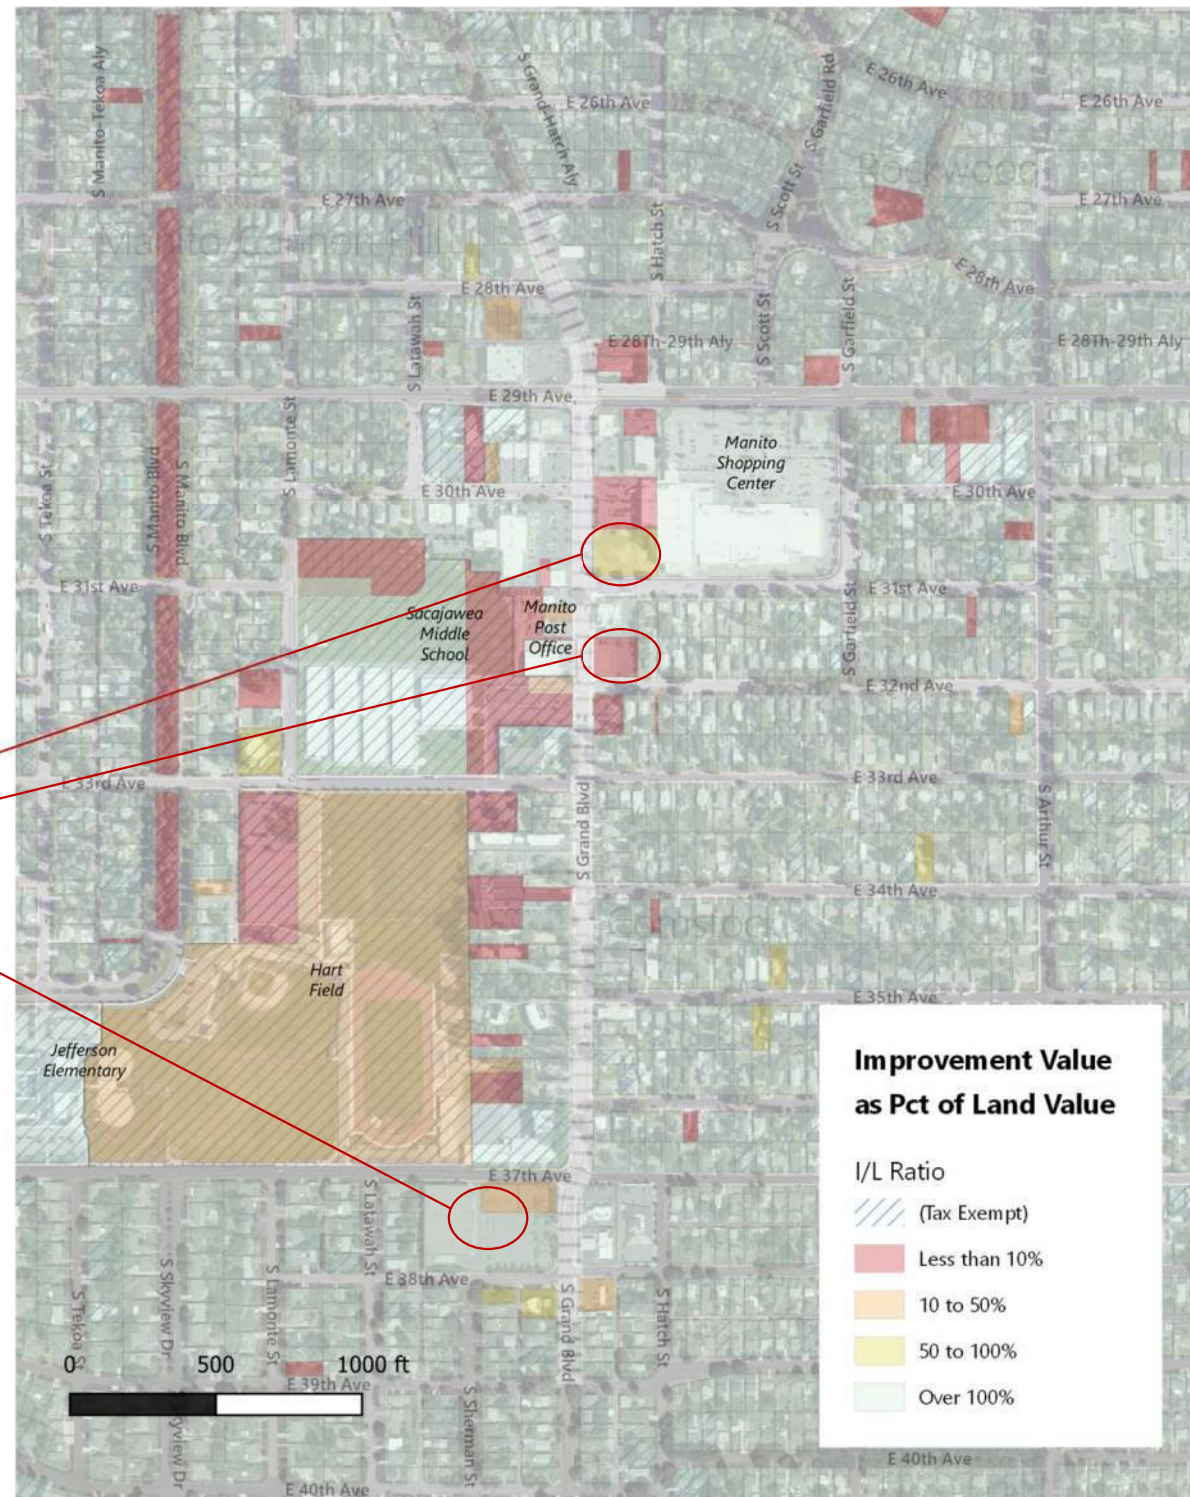 S Manito-Tekoa Aly
S Grand-Hatch Aly
E 26th Ave
S Garfield Rd
E 26th Ave
E 26th Ave
Rockwood
E 27th Ave
S Hatch St
S Scott St
E 27th Ave
Manito/Cannon Hill
E 28th Ave
E 28th Ave
S Latawah St
E 28Th-29th Aly
S Scott St
S Garfield St
E 28Th-29th Aly
E 29th Ave
S Lamonte St
Manito
Shopping
Center
S Tekoa St
S Manito Blvd
S Manito Blvd
E 30th Ave
E 30th Ave
E 31st Ave
E 31st Ave
Sacajawea
Middle
School
Manito
Post
Office
S Garfield St
E 32nd Ave
E 33rd Ave
E 33rd Ave
S Grand Blvd
S Arthur St
E 34th Ave
Comstock
Hart
Field
E 35th Ave
Jefferson
Elementary
Improvement Value
as Pct of Land Value
I/L Ratio
(Tax Exempt)
Less than 10%
10 to 50%
50 to 100%
Over 100%
E 37th Ave
S Latawah St
E 38th Ave
S Tekoa St
S Skyview Dr
S Lamonte St
S Grand Blvd
S Hatch St
0 500 1000 ft
E 39th Ave
S Skyview Dr
S Sherman St
E 40th Ave
E 40th Ave